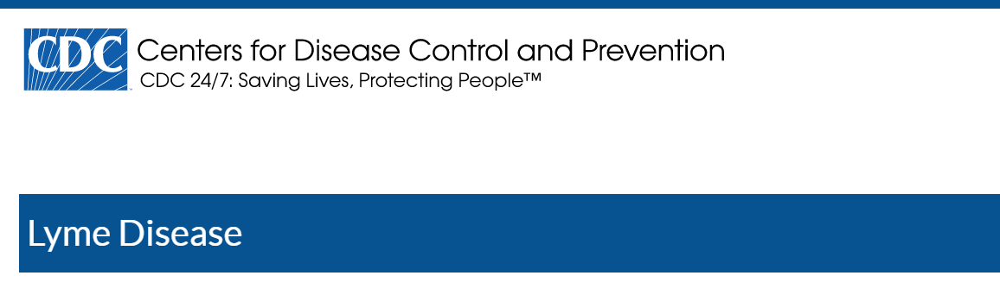 CDC
Centers for Disease Control and Prevention
CDC 24/7: Saving Lives, Protecting People™
Lyme Disease